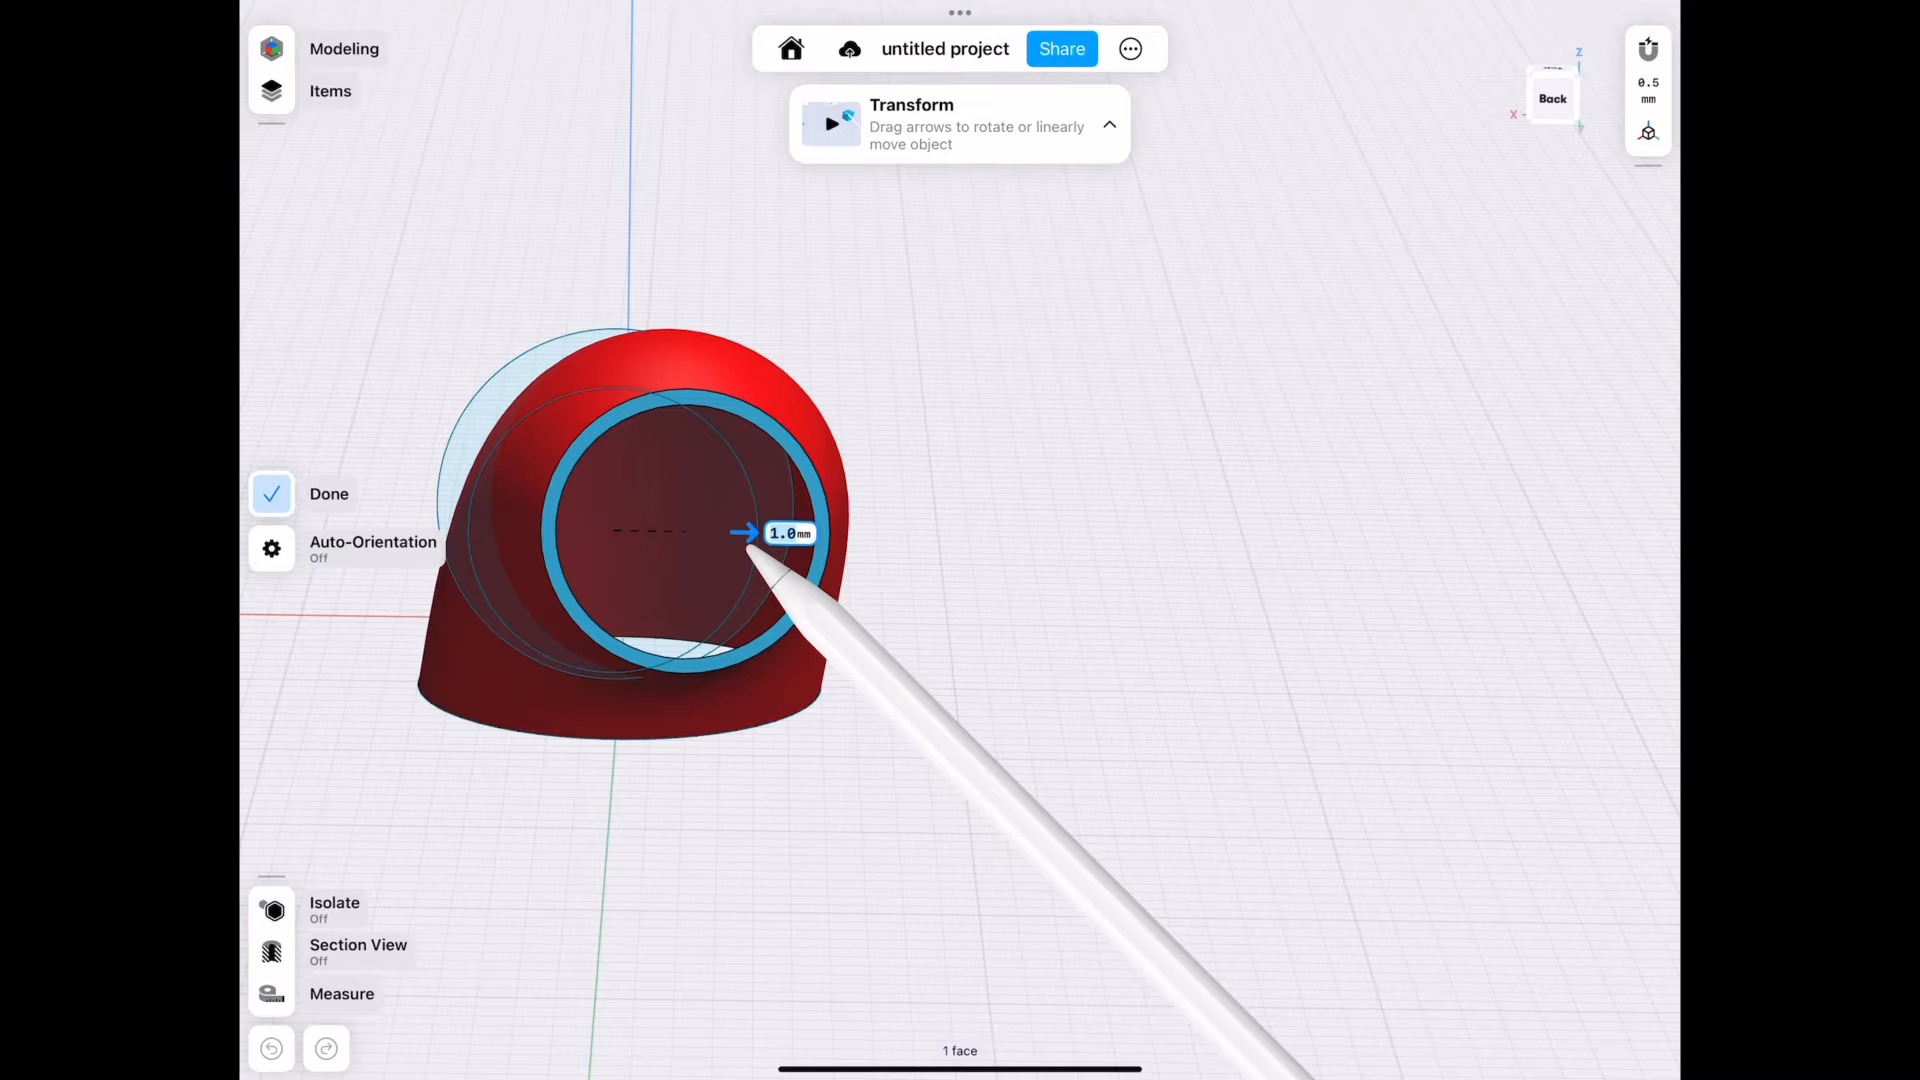 Modeling
Items
untitled project
Share
Transform
Drag arrows to rotate or linearly
move object
Z
Back
X
0.5
mm
Done
Auto-Orientation
Off
1.0mm
Isolate
Off
Section View
Off
Measure
1 face